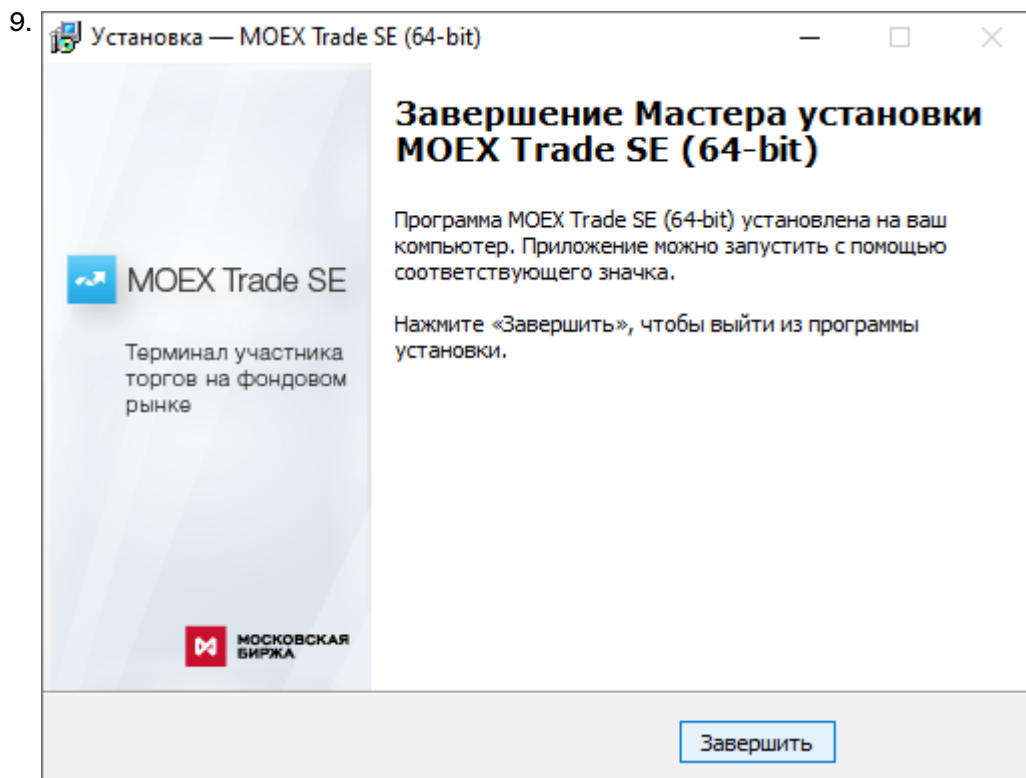 9.
Установка — MOEX Trade SE (64-bit)
Завершение Мастера установки
MOEX Trade SE (64-bit)
Программа MOEX Trade SE (64-bit) установлена на ваш
компьютер. Приложение можно запустить с помощью
соответствующего значка.
Нажмите «Завершить», чтобы выйти из программы
установки.
MOEX Trade SE
Терминал участника
торгов на фондовом
рынке
МОСКОВСКАЯ
БИРЖА
Завершить